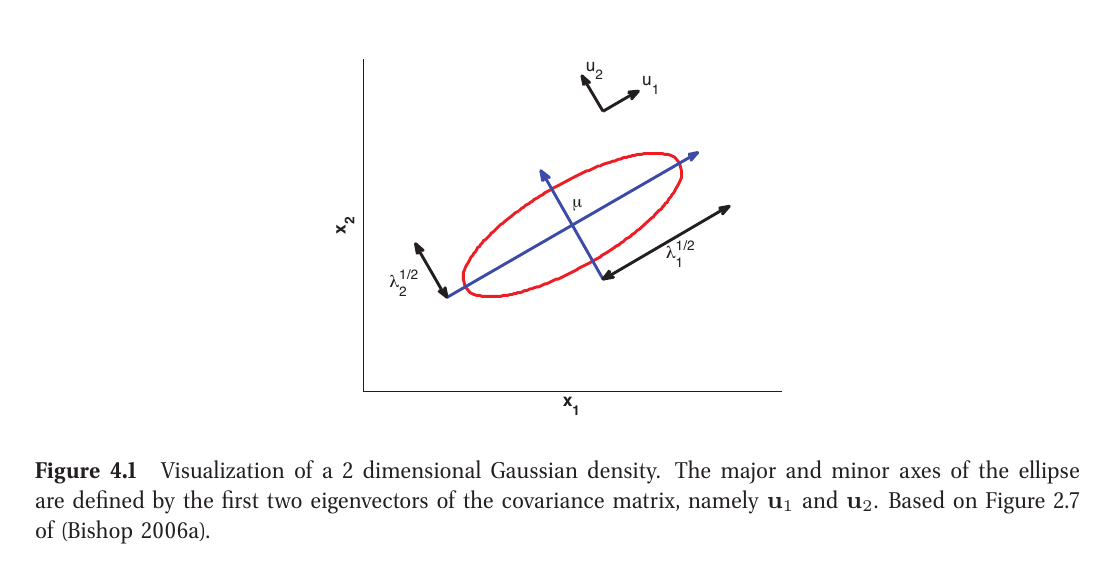 u2
u1
μ
x2
λ1^1/2
λ2^1/2
x1
Figure 4.1 Visualization of a 2 dimensional Gaussian density. The major and minor axes of the ellipse
are defined by the first two eigenvectors of the covariance matrix, namely u1 and u2. Based on Figure 2.7
of (Bishop 2006a).